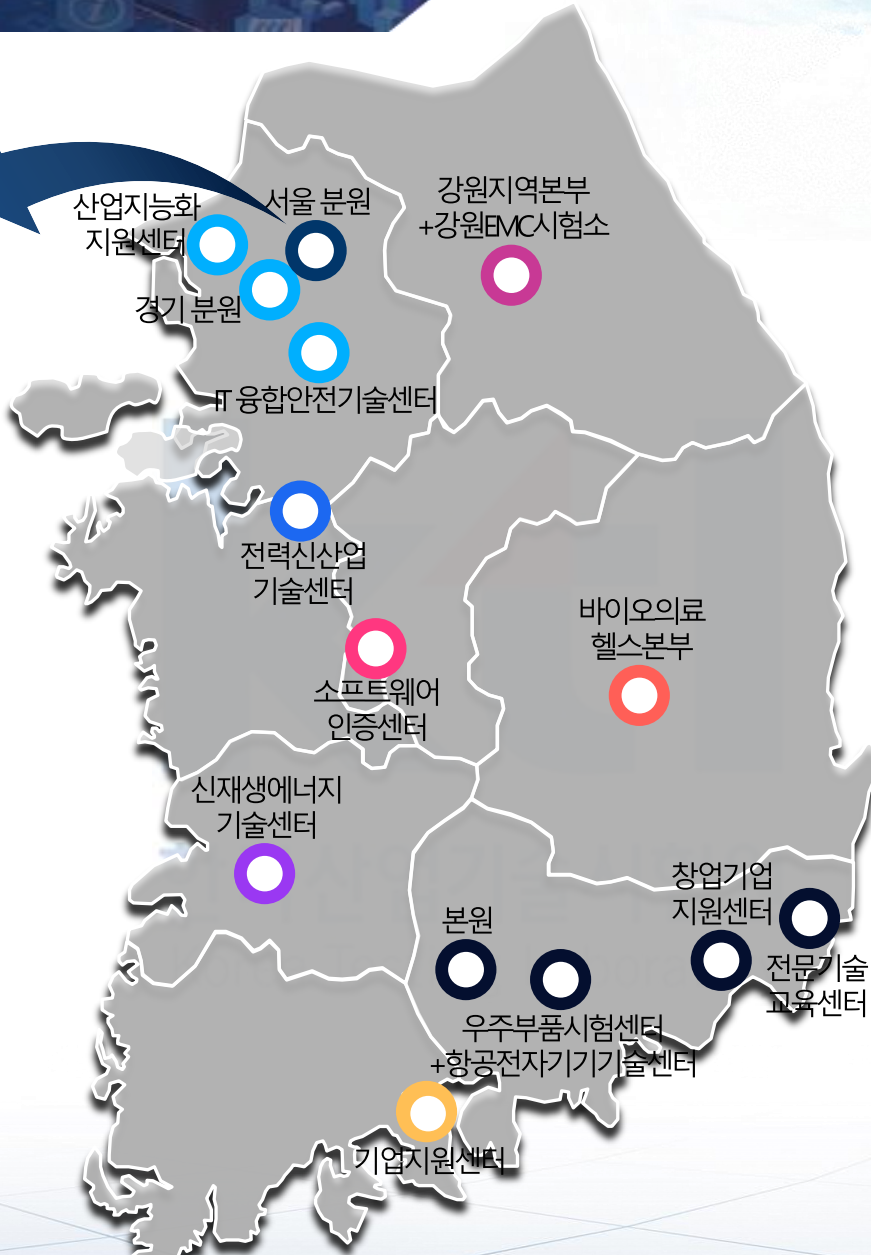 산업지능화
지원센터
서울 분원
강원지역본부
+강원EMC시험소
경기 분원
IT 융합안전기술센터
전력신산업
기술센터
바이오의료
헬스본부
소프트웨어
인증센터
신재생에너지
기술센터
창업기업
지원센터
본원
전문기술
교육센터
우주부품시험센터
+항공전자기기기술센터
기업지원센터